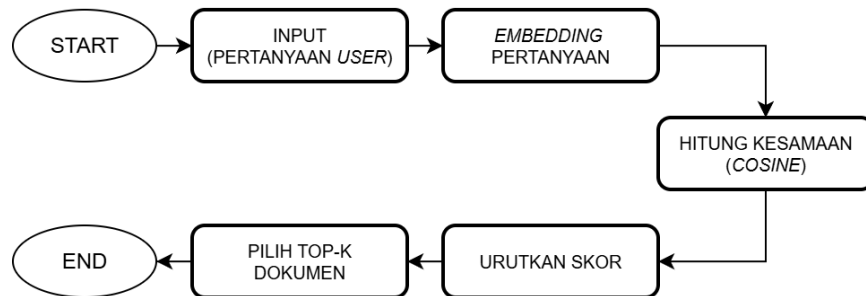 START
INPUT
(PERTANYAAN USER)
EMBEDDING
PERTANYAAN
HITUNG KESAMAAN
(COSINE)
URUTKAN SKOR
PILIH TOP-K
DOKUMEN
END